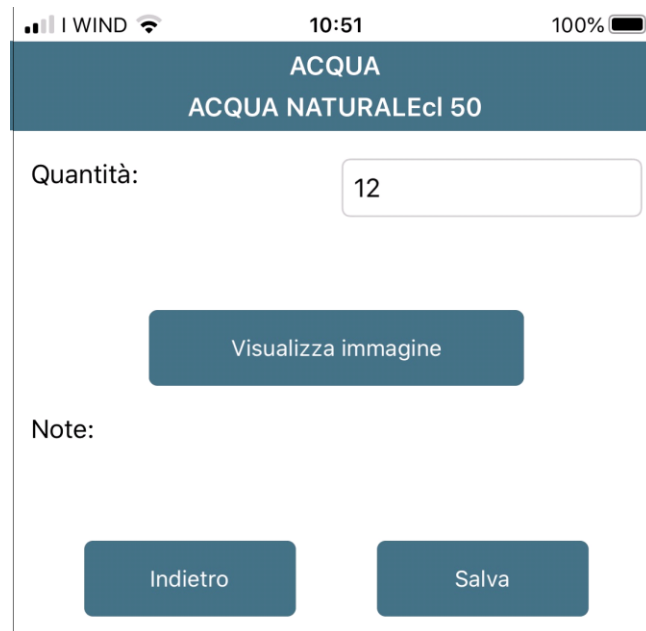 I WIND 10:51 100%
ACQUA
ACQUA NATURALEcl 50
Quantità: 12
Visualizza immagine
Note:
Indietro Salva